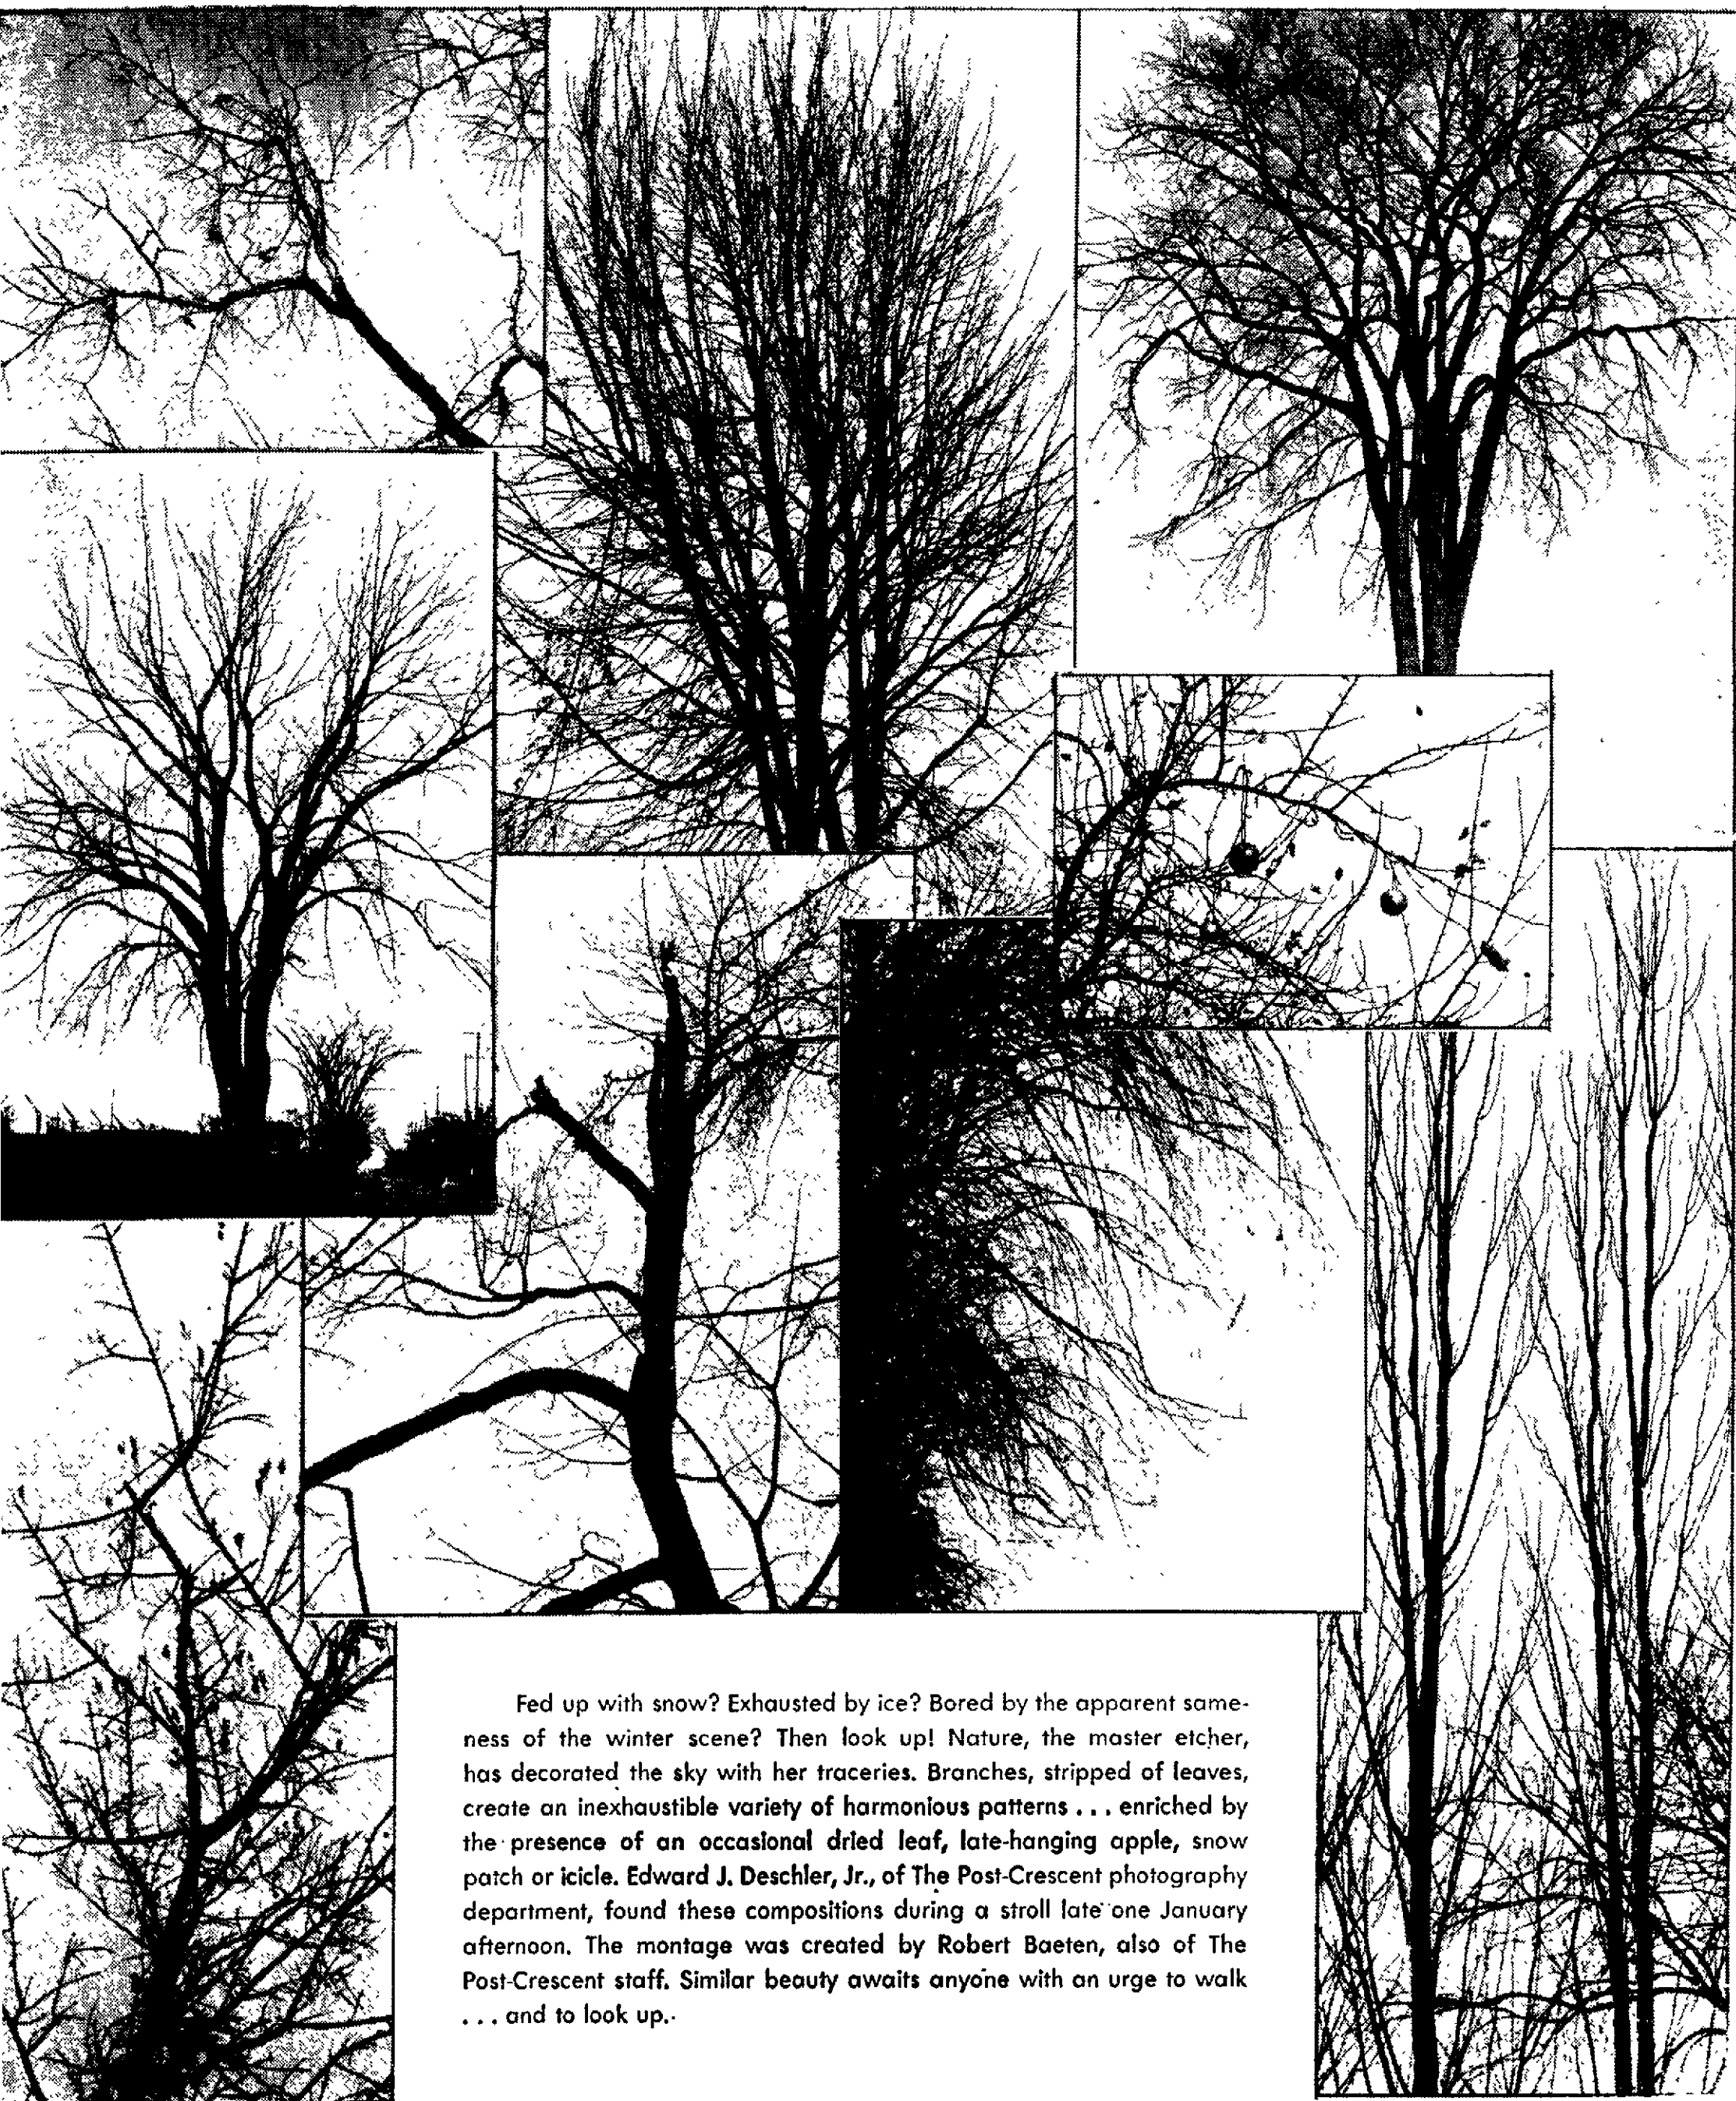 Fed up with snow? Exhausted by ice? Bored by the apparent same-
ness of the winter scene? Then look up! Nature, the master etcher,
has decorated the sky with her traceries. Branches, stripped of leaves,
create an inexhaustible variety of harmonious patterns . . . enriched by
the presence of an occasional dried leaf, late-hanging apple, snow
patch or icicle. Edward J. Deschler, Jr., of The Post-Crescent photography
department, found these compositions during a stroll late one January
afternoon. The montage was created by Robert Baeten, also of The
Post-Crescent staff. Similar beauty awaits anyone with an urge to walk
. . . and to look up.